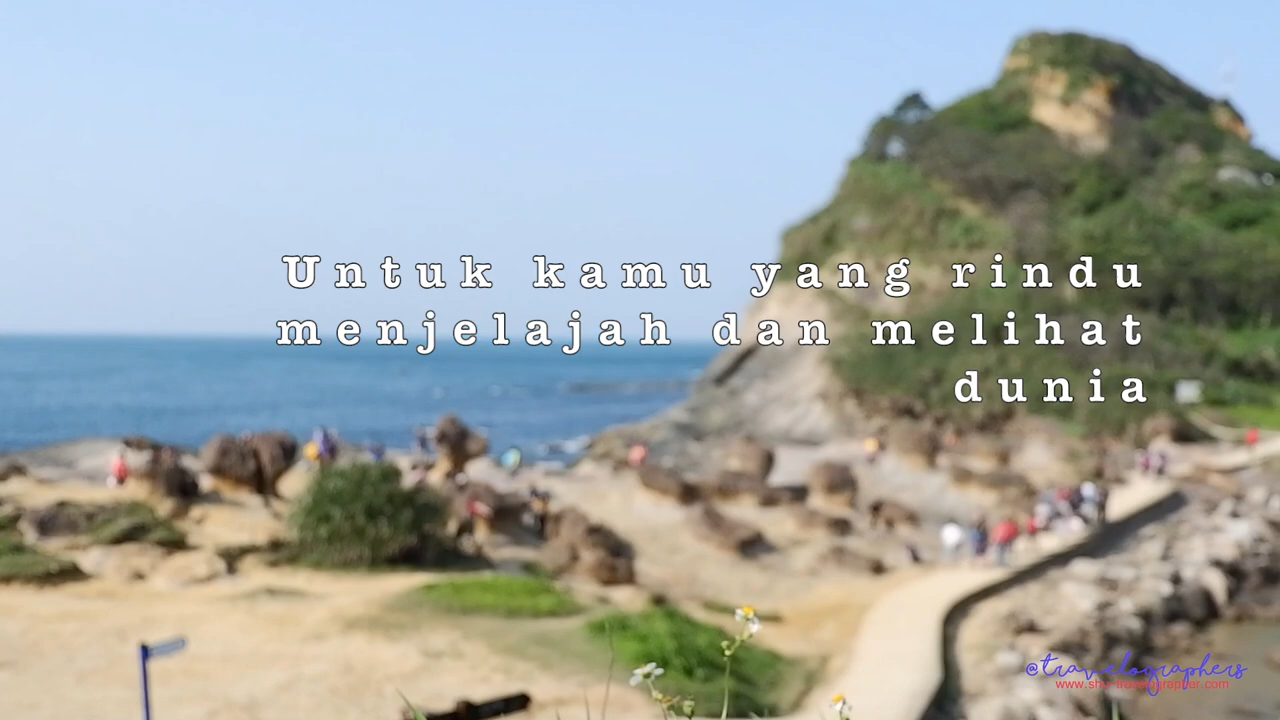 Untuk kamu yang rindu
menjelajah dan melihat
dunia
@travelographers